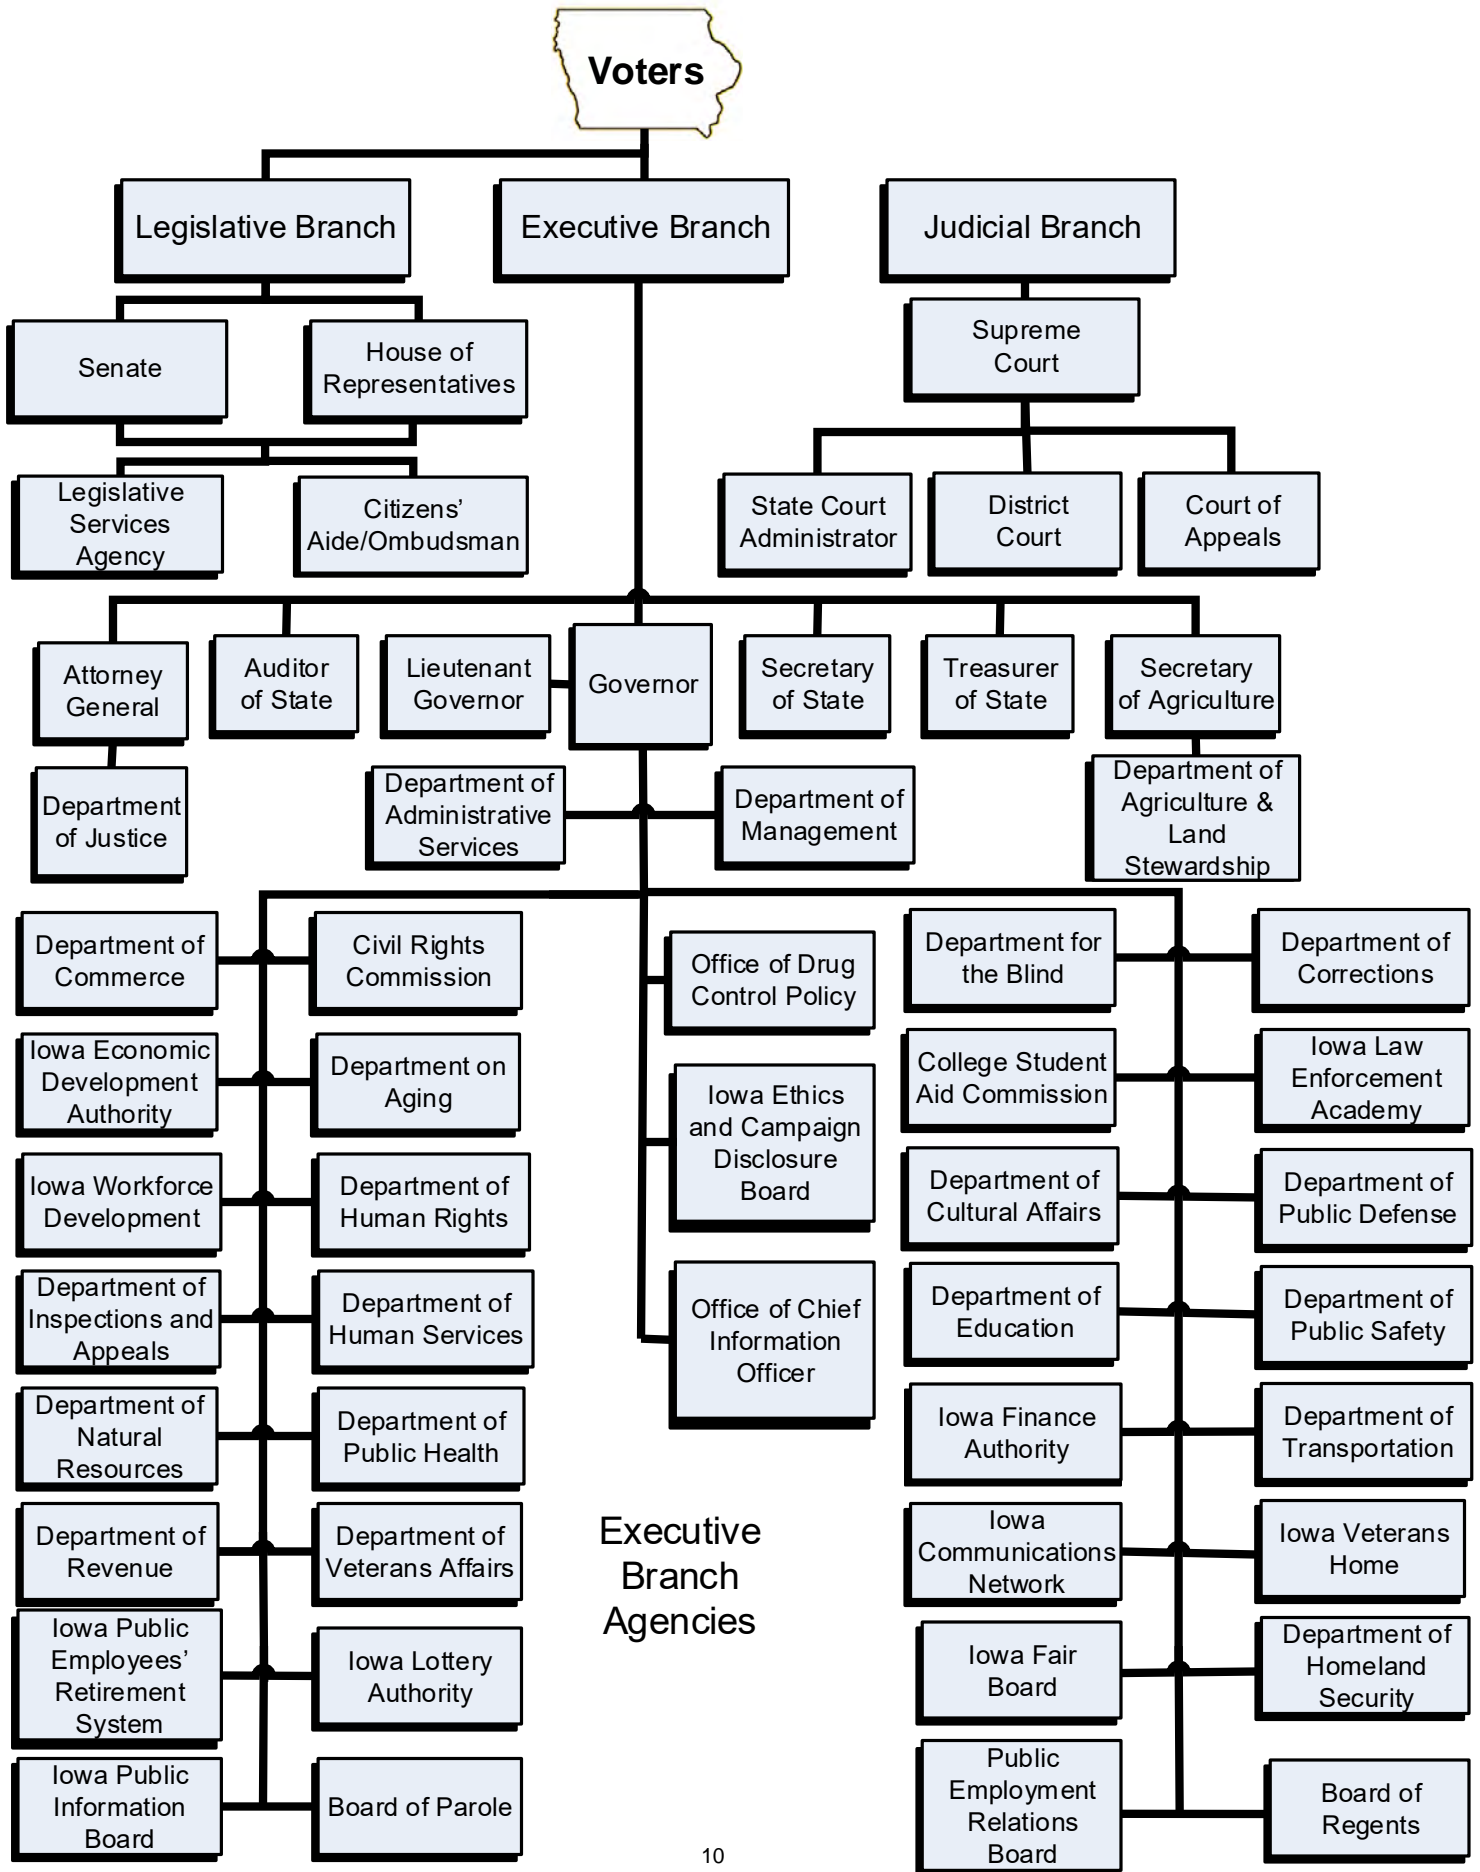 Voters
Legislative Branch
Executive Branch
Judicial Branch
Senate
House of
Representatives
Supreme
Court
Legislative
Services
Agency
Citizens’
Aide/Ombudsman
State Court
Administrator
District
Court
Court of
Appeals
Attorney
General
Auditor
of State
Lieutenant
Governor
Governor
Secretary
of State
Treasurer
of State
Secretary
of Agriculture
Department
of Justice
Department of
Administrative
Services
Department of
Management
Department of
Agriculture &
Land
Stewardship
Department of
Commerce
Civil Rights
Commission
Office of Drug
Control Policy
Department for
the Blind
Department of
Corrections
Iowa Economic
Development
Authority
Department on
Aging
Iowa Ethics
and Campaign
Disclosure
Board
College Student
Aid Commission
Iowa Law
Enforcement
Academy
Iowa Workforce
Development
Department of
Human Rights
Department of
Cultural Affairs
Department of
Public Defense
Department of
Inspections and
Appeals
Department of
Human Services
Office of Chief
Information
Officer
Department of
Education
Department of
Public Safety
Department of
Natural
Resources
Department of
Public Health
Iowa Finance
Authority
Department of
Transportation
Department of
Revenue
Department of
Veterans Affairs
Executive
Branch
Agencies
Iowa
Communications
Network
Iowa Veterans
Home
Iowa Public
Employees’
Retirement
System
Iowa Lottery
Authority
Iowa Fair
Board
Department of
Homeland
Security
Iowa Public
Information
Board
Board of Parole
Public
Employment
Relations
Board
Board of
Regents
10